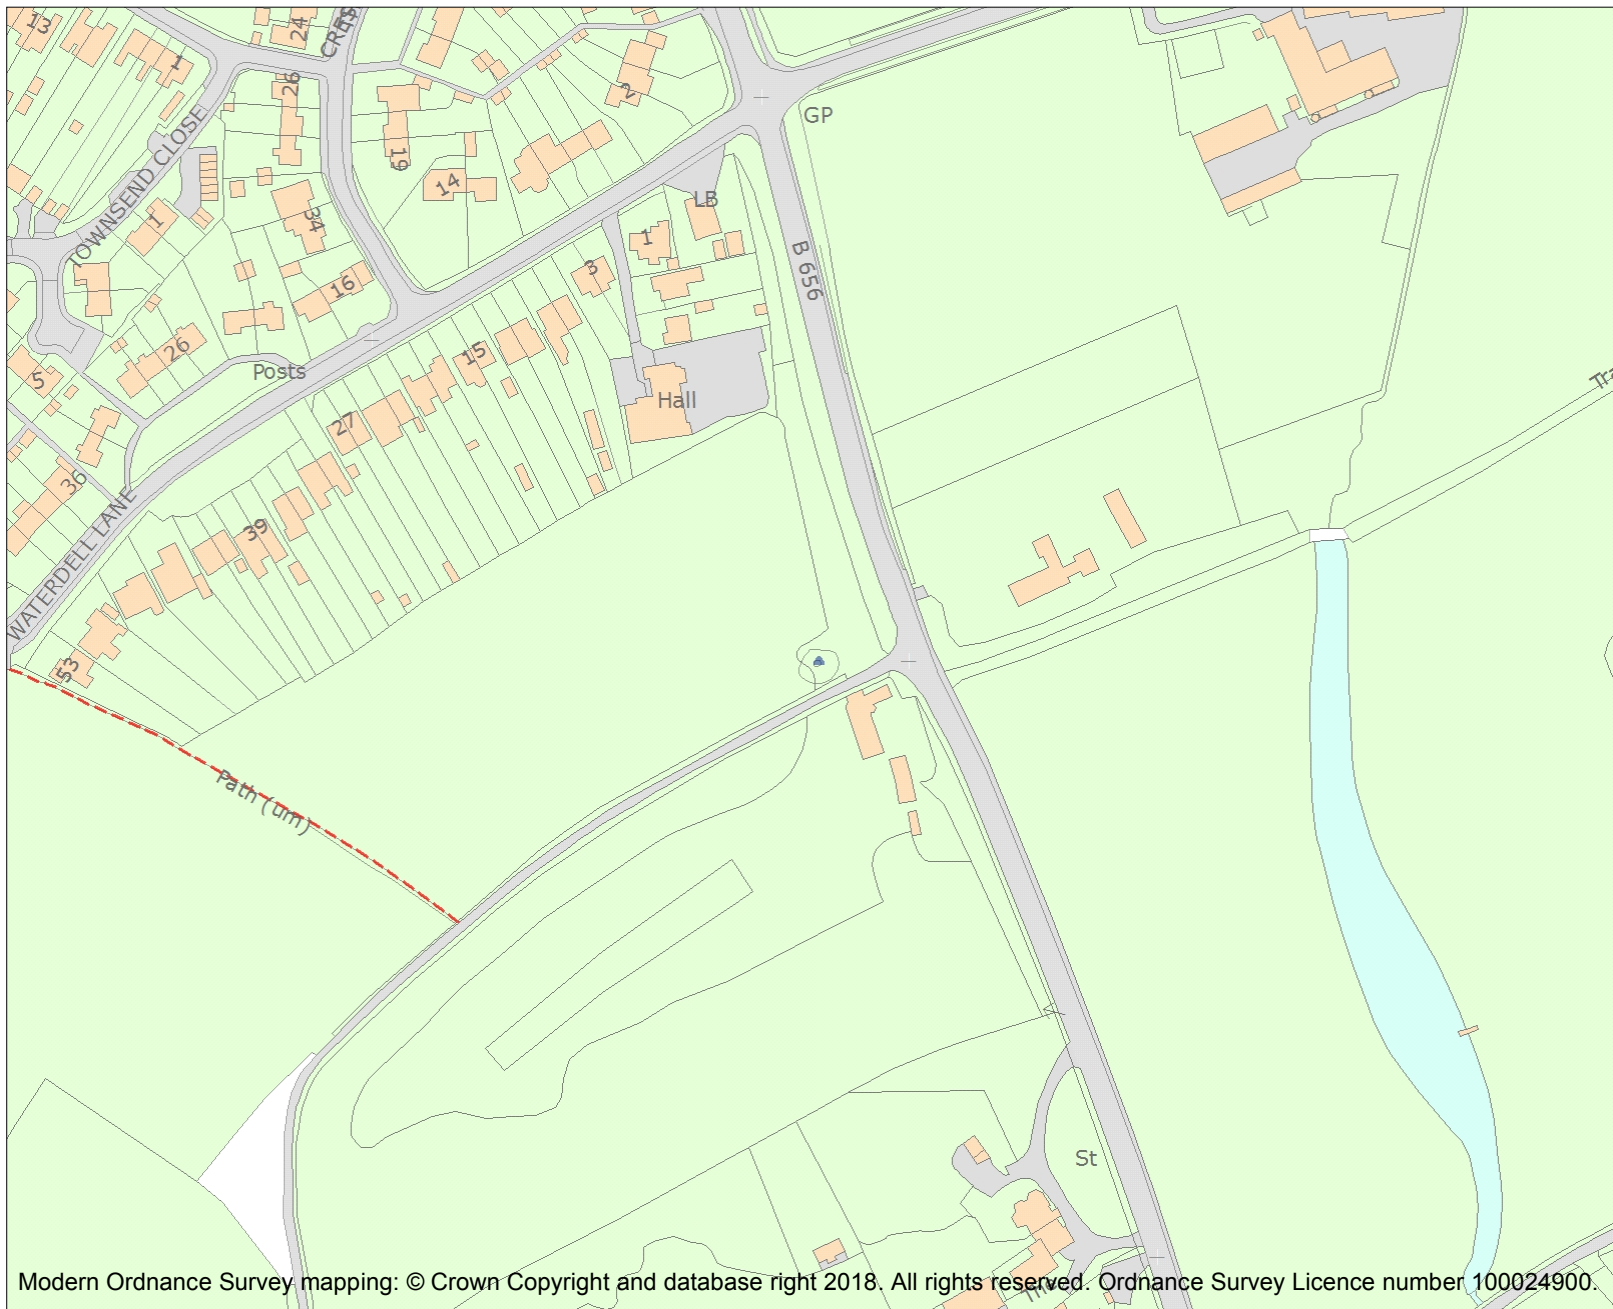 13
24
CRES
1
26
2
GP
TOWNSEND CLOSE
19
14
LB
34
1
1
B 656
8
16
26
15
Posts
5
Hall
27
36
39
WATERDELL LANE
53
Path (um)
St
The
Modern Ordnance Survey mapping: © Crown Copyright and database right 2018. All rights reserved. Ordnance Survey Licence number 100024900.